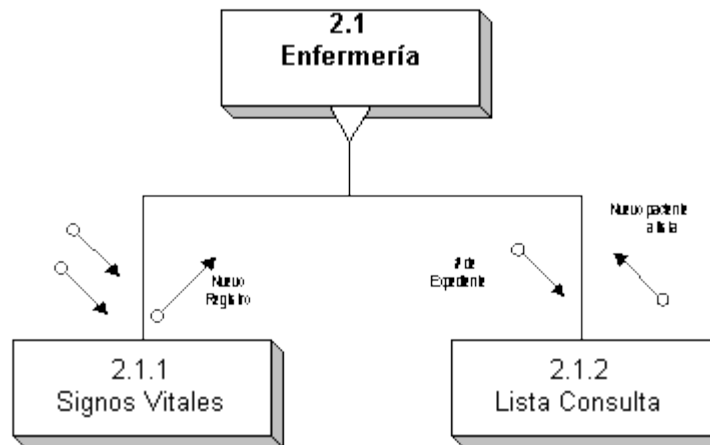 2.1
Enfermería
Nuevo paciente
a lista
# de
Expediente
Nuevo
Registro
2.1.1
Signos Vitales
2.1.2
Lista Consulta